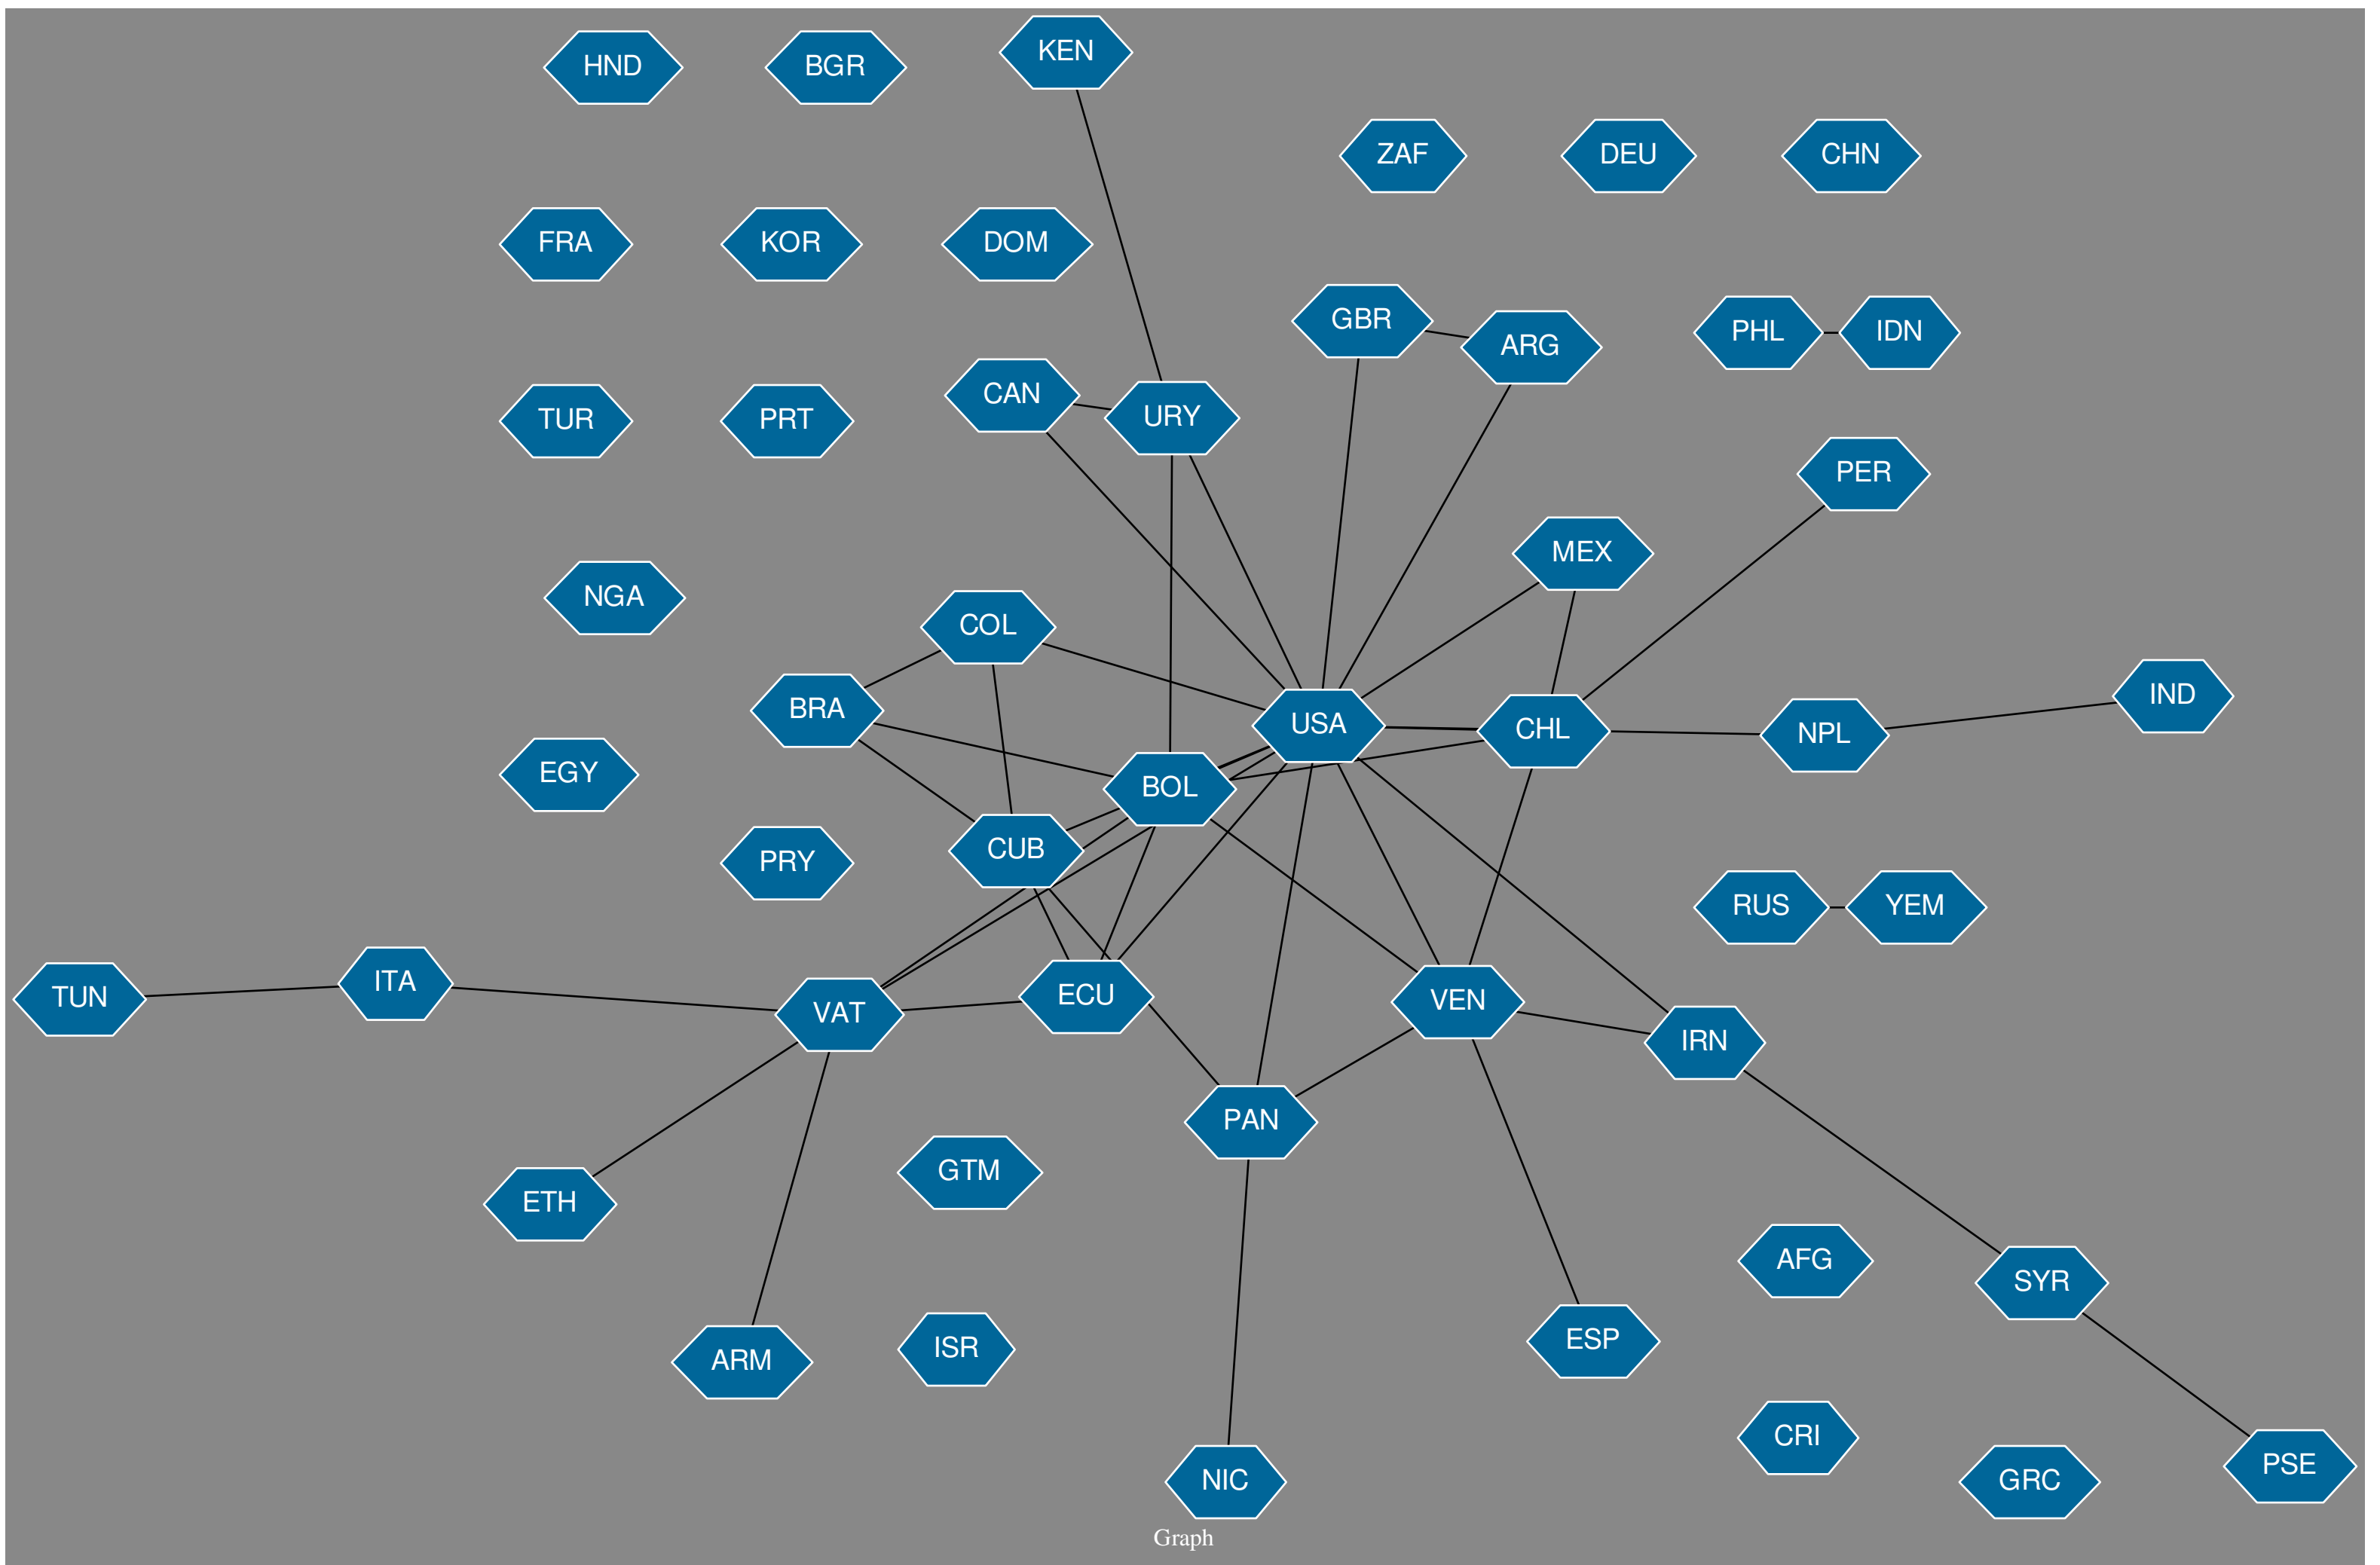 KEN
HND
BGR
ZAF
DEU
CHN
FRA
KOR
DOM
GBR
ARG
PHL
IDN
CAN
URY
TUR
PRT
PER
MEX
NGA
COL
BRA
USA
CHL
NPL
IND
EGY
BOL
CUB
PRY
RUS
YEM
TUN
ITA
VAT
ECU
VEN
IRN
PAN
GTM
ETH
AFG
SYR
ARM
ISR
ESP
CRI
NIC
GRC
PSE
Graph